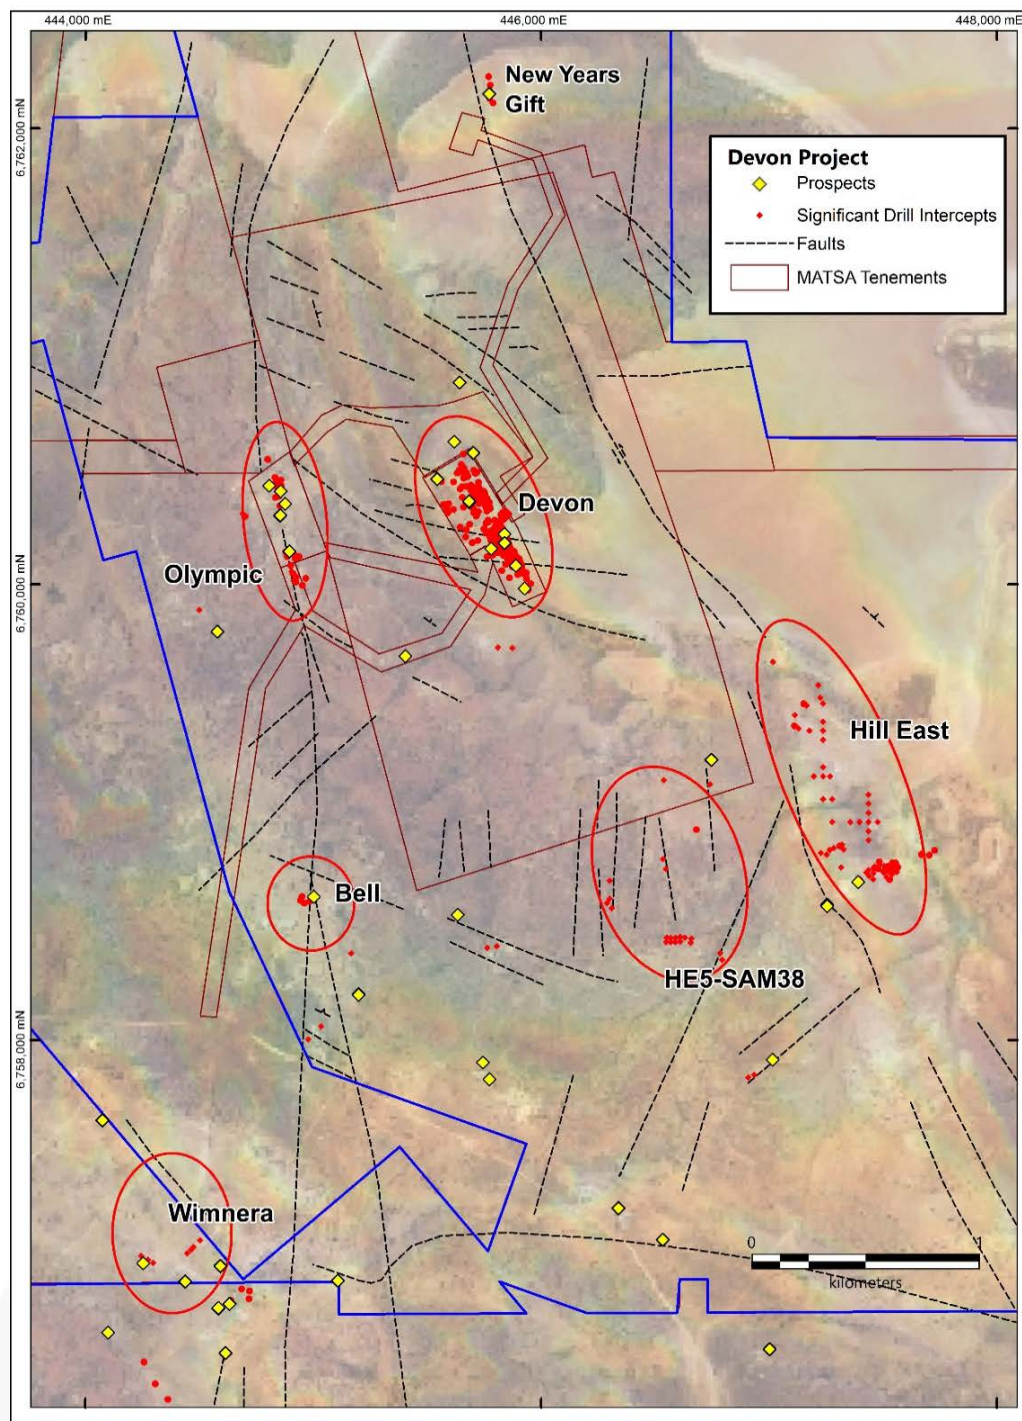 444,000 mE
446,000 mE
448,000 mE
6,762,000 mN
6,760,000 mN
6,758,000 mN
New Years
Gift
Devon Project
Prospects
Significant Drill Intercepts
Faults
MATSA Tenements
Devon
Olympic
Hill East
Bell
HE5-SAM38
Wimnera
0
1
kilometers